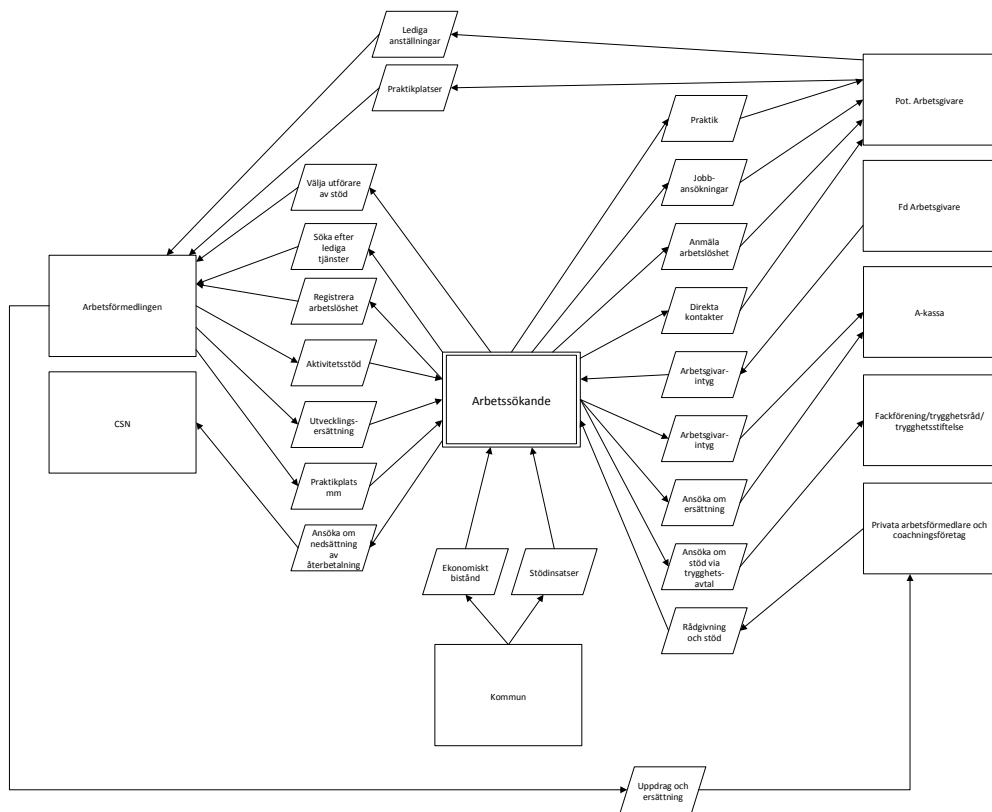 Lediga
anställningar
Praktikplatser
Pot. Arbetsgivare
Praktik
Jobb-
ansökningar
Välja utförare
av stöd
Fd Arbetsgivare
Söka efter
lediga
tjänster
Anmäla
arbetslöshet
Arbetsförmedlingen
Registrera
arbetslöshet
Direkta
kontakter
A-kassa
Aktivitetsstöd
Arbetsgivar-
intyg
Arbetssökande
CSN
Utvecklings-
ersättning
Arbetsgivar-
intyg
Fackförening/trygghetsråd/
trygghetsstiftelse
Praktikplats
mm
Ansöka om
ersättning
Ansöka om
nedsättning
av
återbetalning
Privata arbetsförmedlare och
coachningsföretag
Ekonomiskt
bistånd
Stödinsatser
Ansöka om
stöd via
trygghets-
avtal
Rådgivning
och stöd
Kommun
Uppdrag och
ersättning